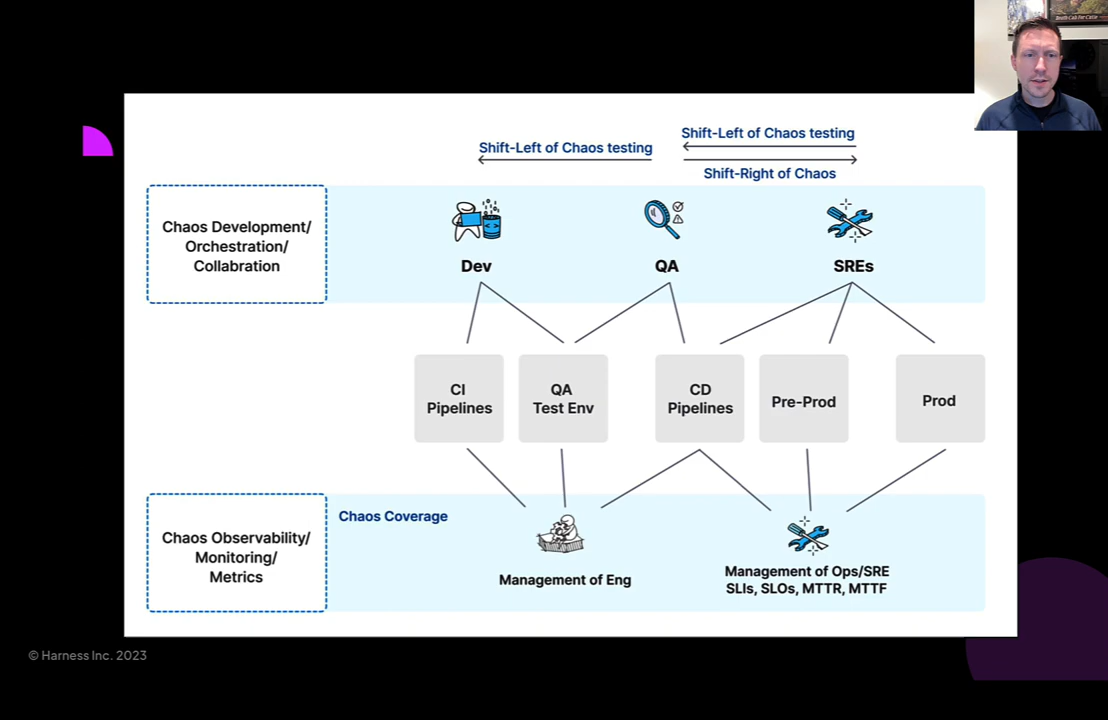 Shift-Left of Chaos testing
Shift-Left of Chaos testing
Shift-Right of Chaos
Chaos Development/
Orchestration/
Collabration
Dev
QA
SREs
CI
Pipelines
QA
Test Env
CD
Pipelines
Pre-Prod
Prod
Chaos Observability/
Monitoring/
Metrics
Chaos Coverage
Management of Eng
Management of Ops/SRE
SLIs, SLOs, MTTR, MTTF
© Harness Inc. 2023